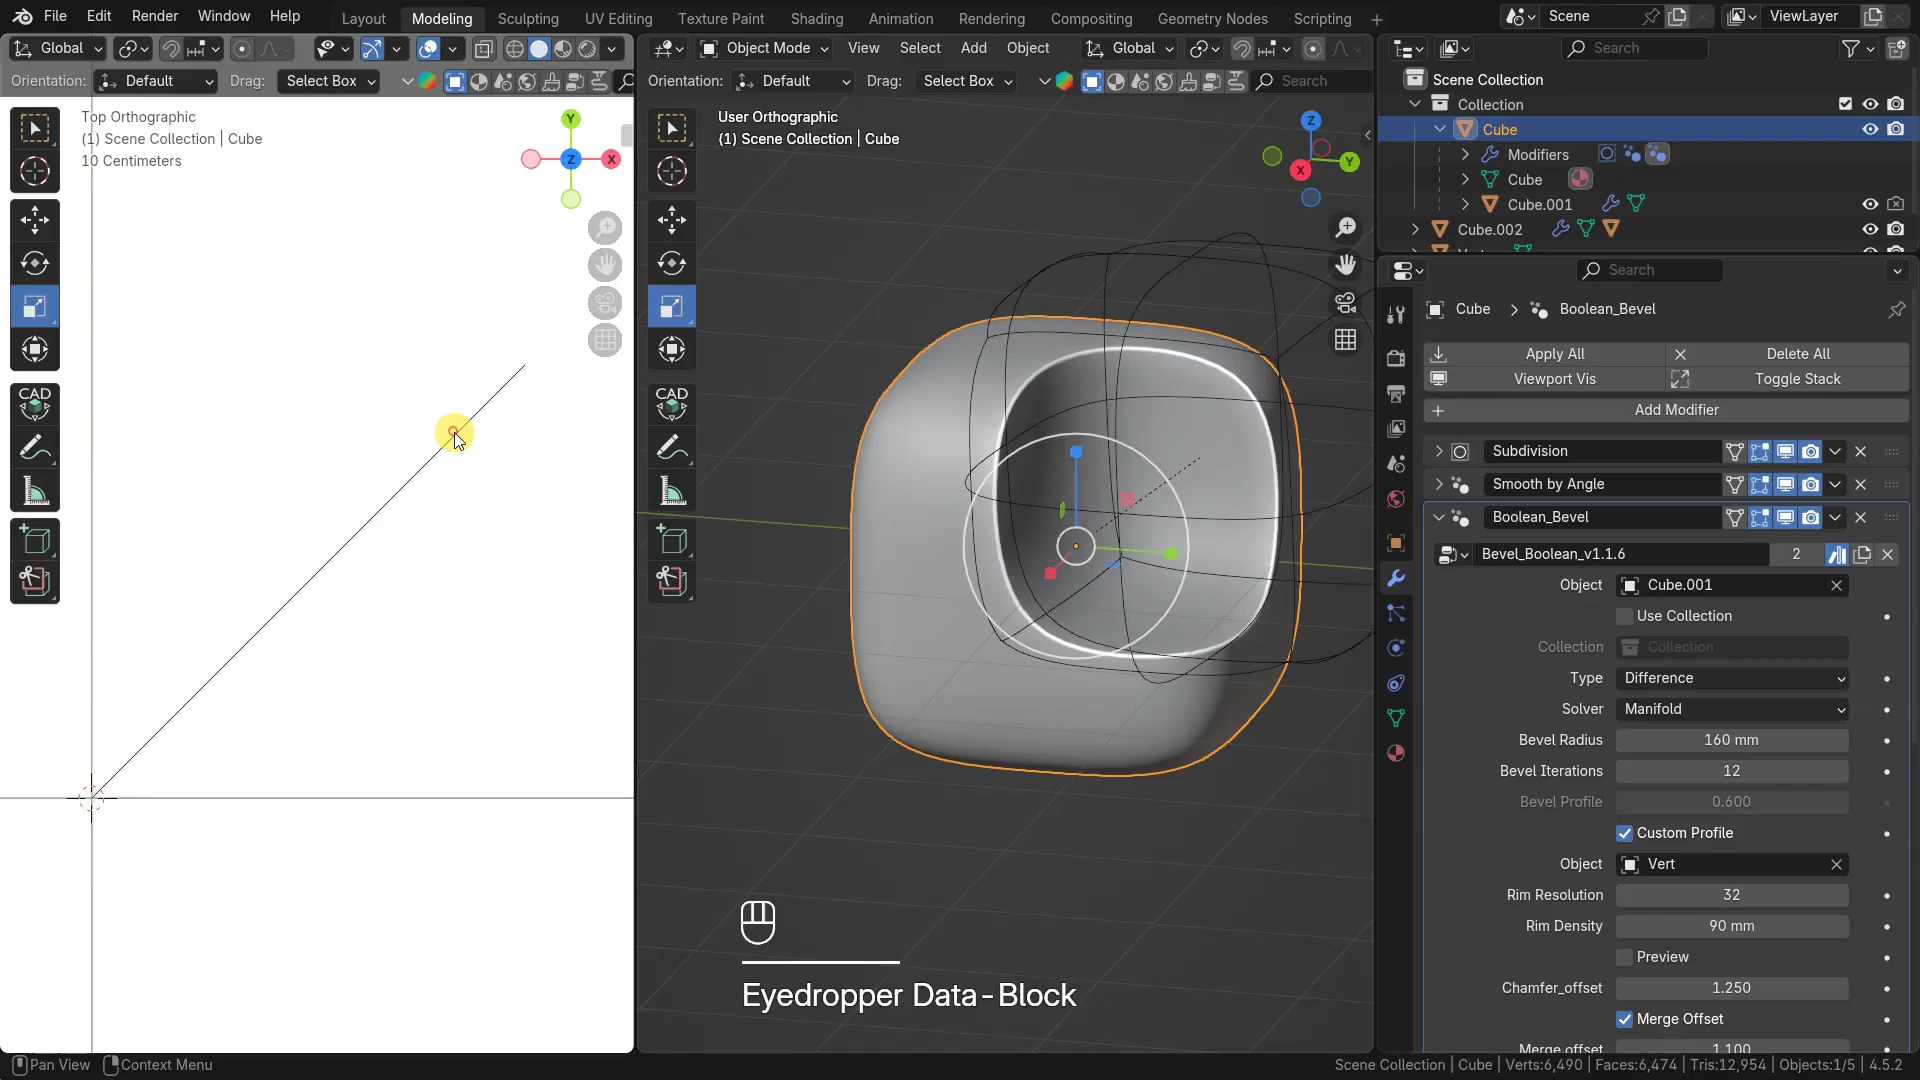 File Edit Render Window Help Layout Modeling Sculpting UV Editing Texture Paint Shading Animation Rendering Compositing Geometry Nodes Scripting + Scene ViewLayer
Global Object Mode View Select Add Object Global Search
Orientation: Default Drag: Select Box Orientation: Default Drag: Select Box Search
Top Orthographic
(1) Scene Collection | Cube
10 Centimeters
Y
X
Z
CAD
User Orthographic
(1) Scene Collection | Cube
Z
Y
X
CAD
Eyedropper Data-Block
Scene Collection
Collection
Cube
Modifiers
Cube
Cube.001
Cube.002
Search
Cube > Boolean_Bevel
Apply All Delete All
Viewport Vis Toggle Stack
Add Modifier
Subdivision
Smooth by Angle
Boolean_Bevel
Bevel_Boolean_v1.1.6 2
Object Cube.001
Use Collection
Collection Collection
Type Difference
Solver Manifold
Bevel Radius 160 mm
Bevel Iterations 12
Bevel Profile 0.600
Custom Profile
Object Vert
Rim Resolution 32
Rim Density 90 mm
Preview
Chamfer_offset 1.250
Merge Offset
Merge offset 1.100
Pan View Context Menu
Scene Collection | Cube | Verts:6,490 | Faces:6,474 | Tris:12,954 | Objects:1/5 | 4.5.2